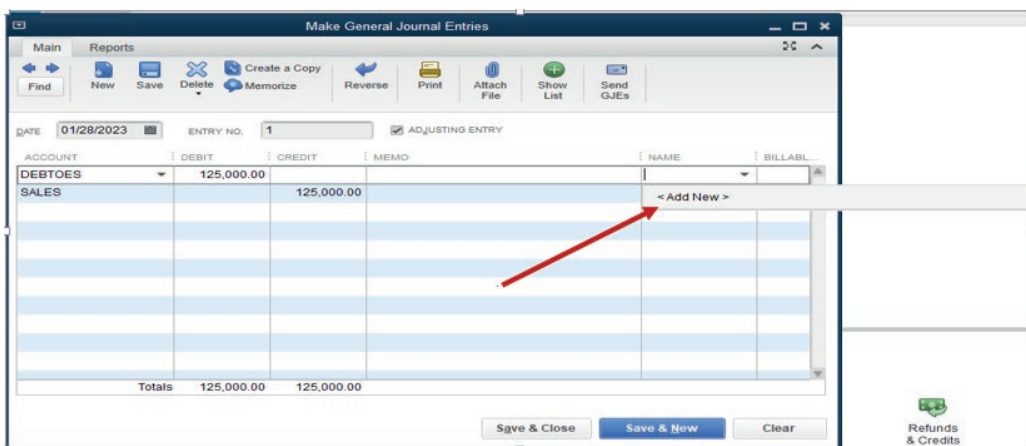 Make General Journal Entries
Main Reports
Find New Save Delete Create a Copy Memorize Reverse Print Attach File Show List Send GJEs
DATE 01/28/2023 ENTRY NO. 1 ADJUSTING ENTRY
ACCOUNT DEBIT CREDIT MEMO NAME BILLABL...
DEBTOES 125,000.00
SALES 125,000.00
< Add New >
Totals 125,000.00 125,000.00
Save & Close Save & New Clear
Refunds
& Credits